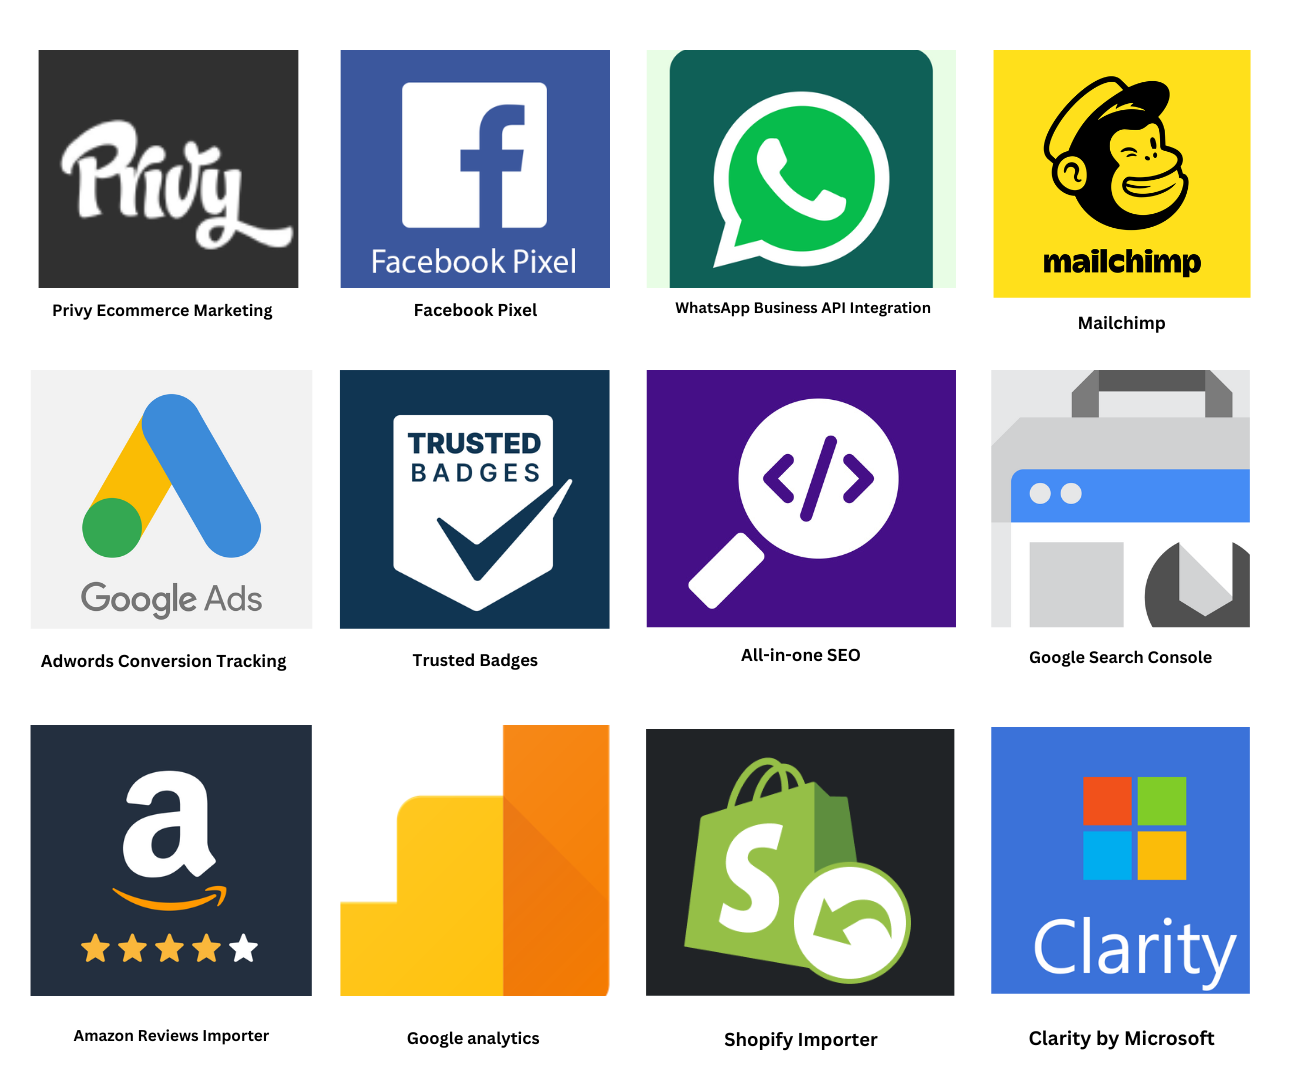 Privy
Facebook Pixel
mailchimp
Privy Ecommerce Marketing
Facebook Pixel
WhatsApp Business API Integration
Mailchimp
Google Ads
TRUSTED
BADGES
</>
Adwords Conversion Tracking
Trusted Badges
All-in-one SEO
Google Search Console
a
S
Clarity
Amazon Reviews Importer
Google analytics
Shopify Importer
Clarity by Microsoft